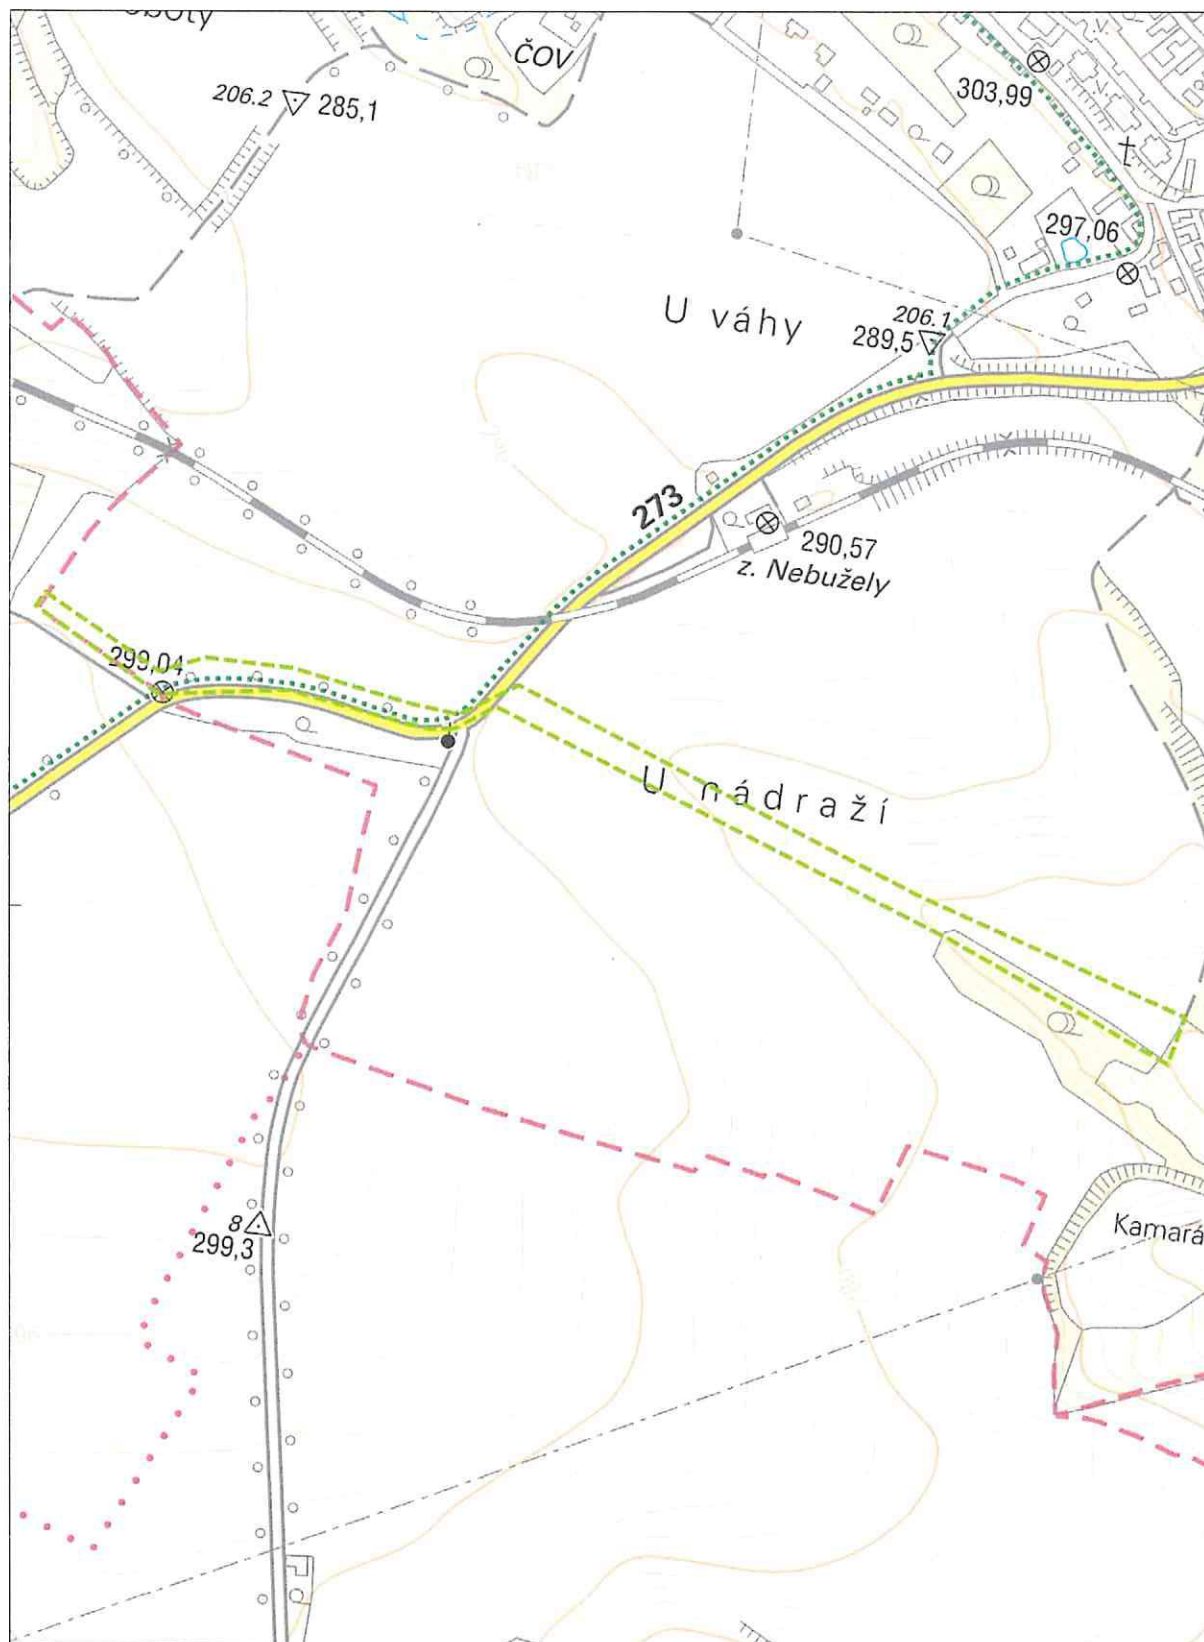 ČOV
206.2 285,1
303,99
297,06
U váhy
206.1
289,5
273
290,57
z. Nebužely
299,04
U nádraží
8
299,3
Kamará